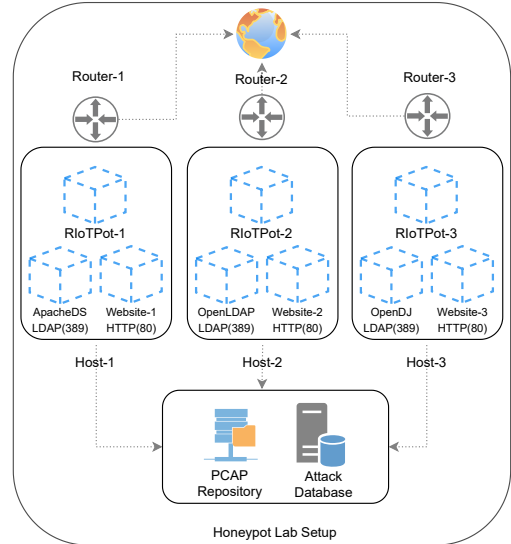 Router-1
Router-2
Router-3
RIoTPot-1
RIoTPot-2
RIoTPot-3
ApacheDS
LDAP(389)
Website-1
HTTP(80)
OpenLDAP
LDAP(389)
Website-2
HTTP(80)
OpenDJ
LDAP(389)
Website-3
HTTP(80)
Host-1
Host-2
Host-3
PCAP
Repository
Attack
Database
Honeypot Lab Setup